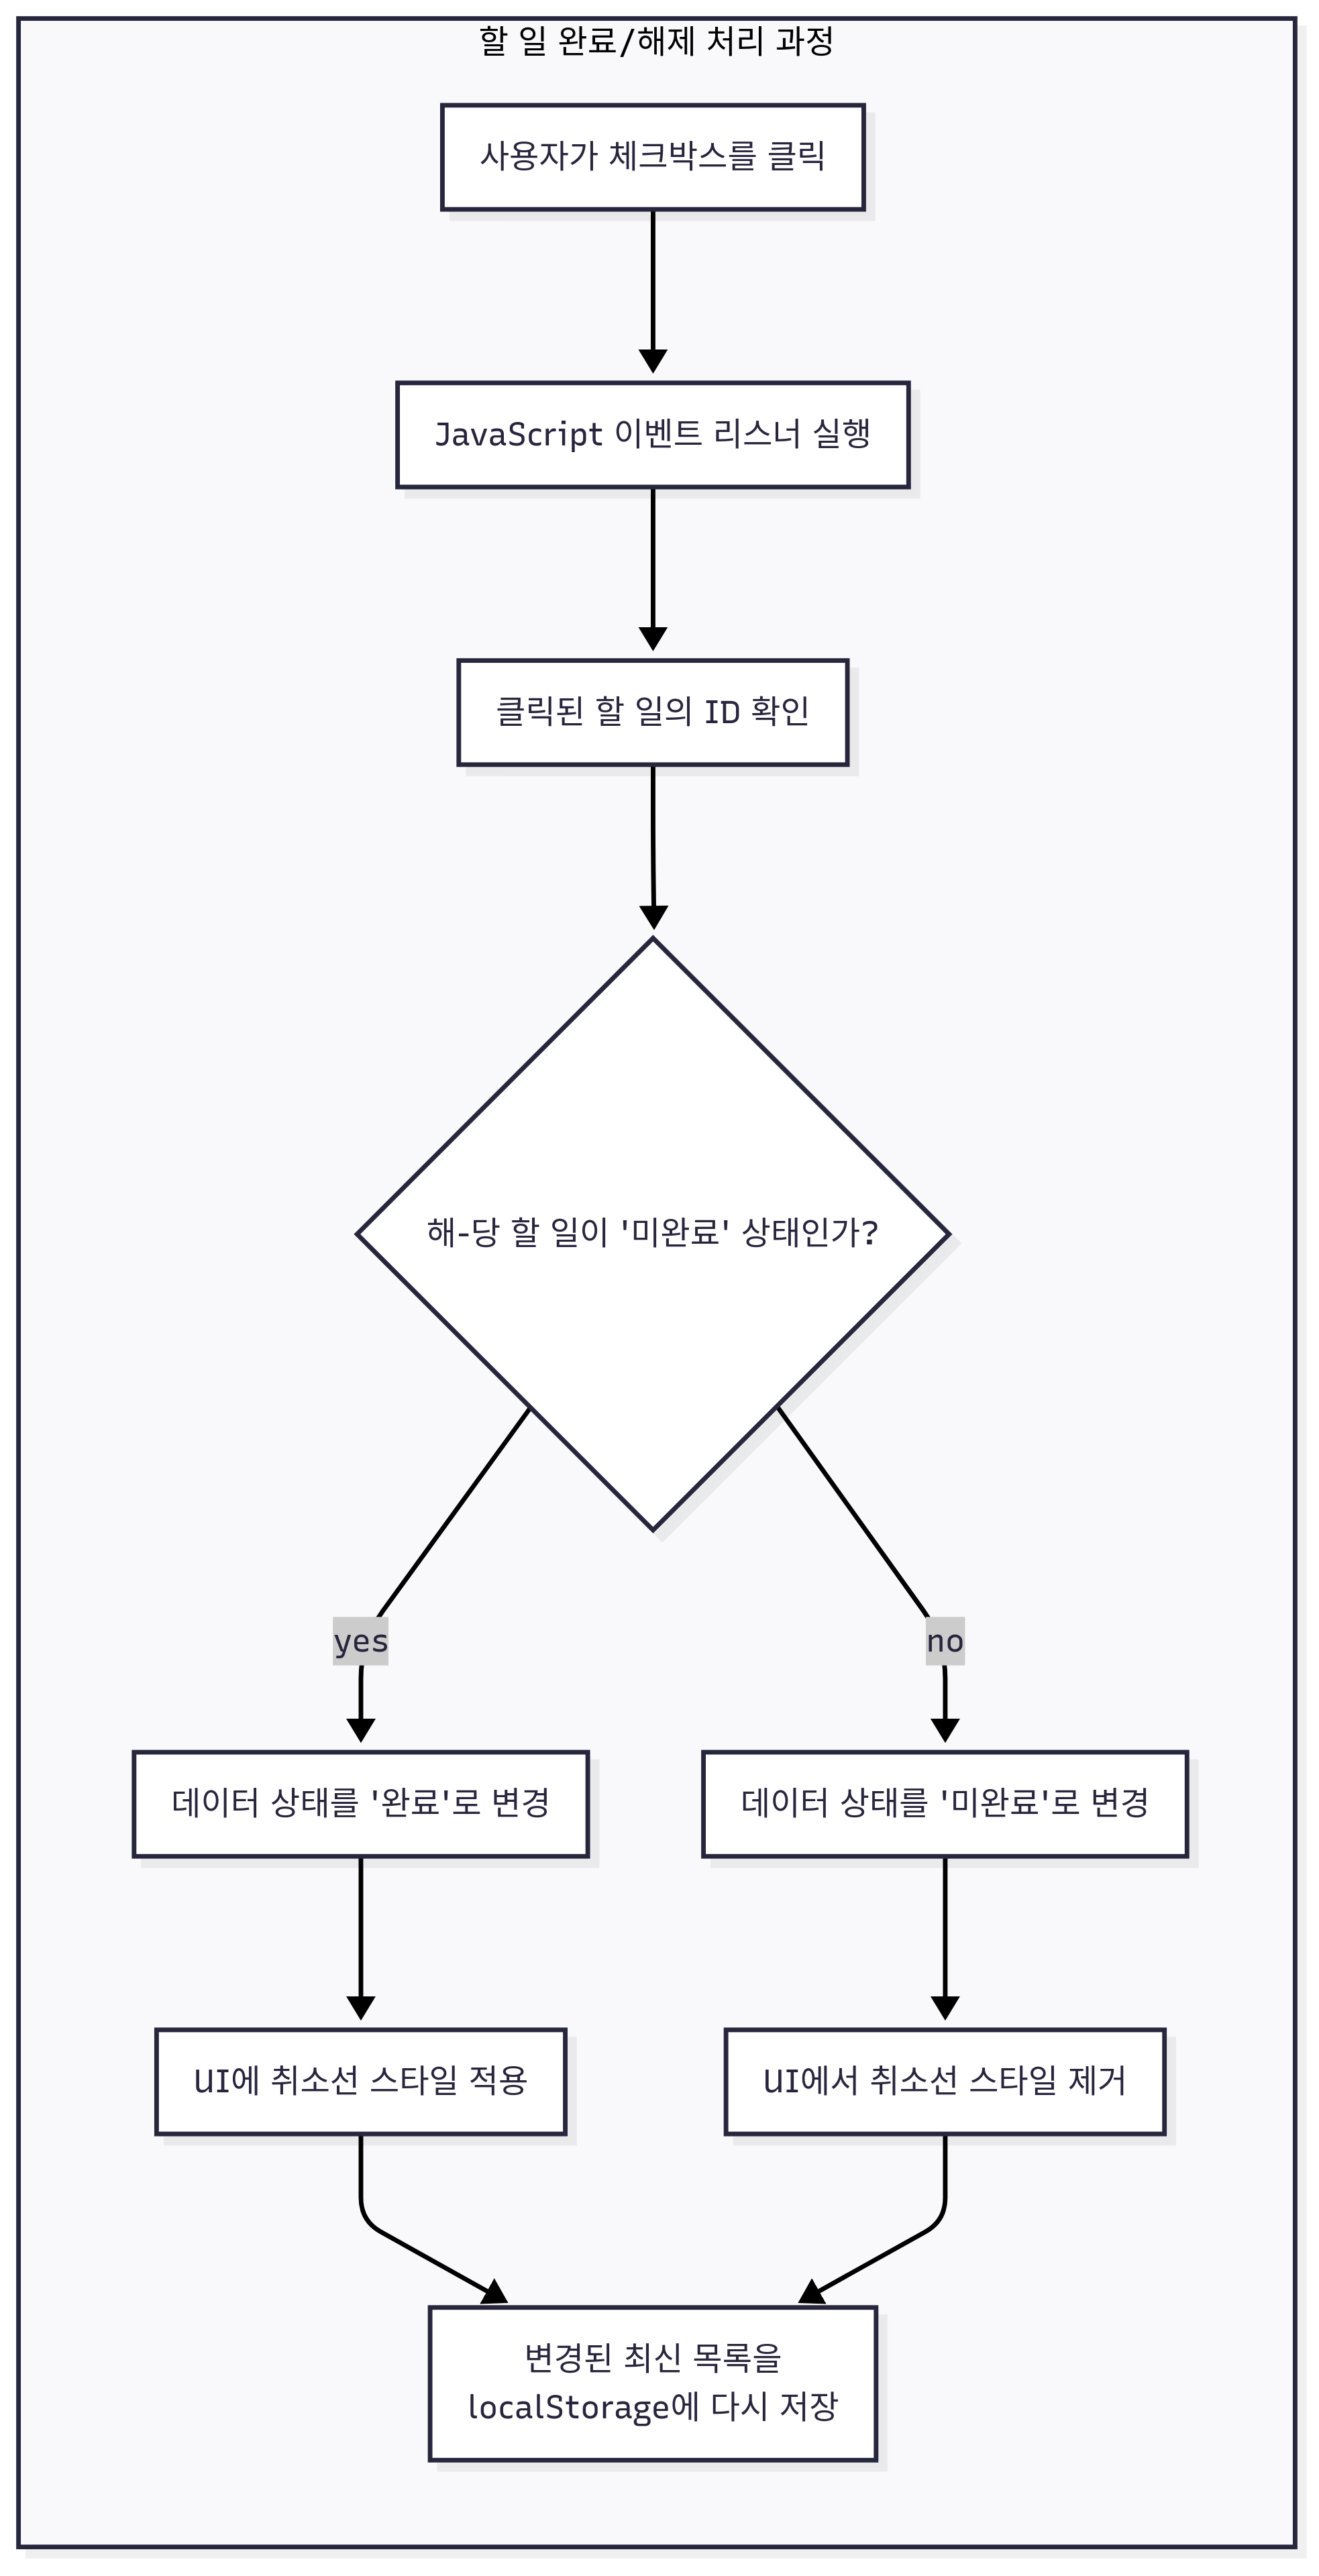 할 일 완료/해제 처리 과정
사용자가 체크박스를 클릭
JavaScript 이벤트 리스너 실행
클릭된 할 일의 ID 확인
해-당 할 일이 '미완료' 상태인가?
yes
no
데이터 상태를 '완료'로 변경
데이터 상태를 '미완료'로 변경
UI에 취소선 스타일 적용
UI에서 취소선 스타일 제거
변경된 최신 목록을
localStorage에 다시 저장